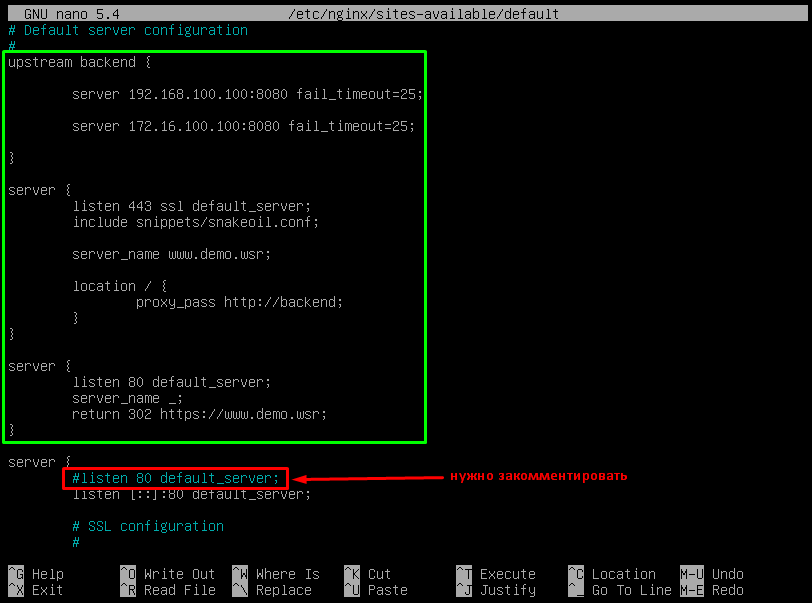 GNU nano 5.4 /etc/nginx/sites-available/default
# Default server configuration
#
upstream backend {
server 192.168.100.100:8080 fail_timeout=25;
server 172.16.100.100:8080 fail_timeout=25;
}
server {
listen 443 ssl default_server;
include snippets/snakeoil.conf;
server_name www.demo.wsr;
location / {
proxy_pass http://backend;
}
}
server {
listen 80 default_server;
server_name _;
return 302 https://www.demo.wsr;
}
server {
#listen 80 default_server; нужно закомментировать
listen [::]:80 default_server;
# SSL configuration
#
^G Help ^O Write Out ^W Where Is ^K Cut ^T Execute ^C Location M-U Undo
^X Exit ^R Read File ^\ Replace ^U Paste ^J Justify ^_ Go To Line M-E Redo